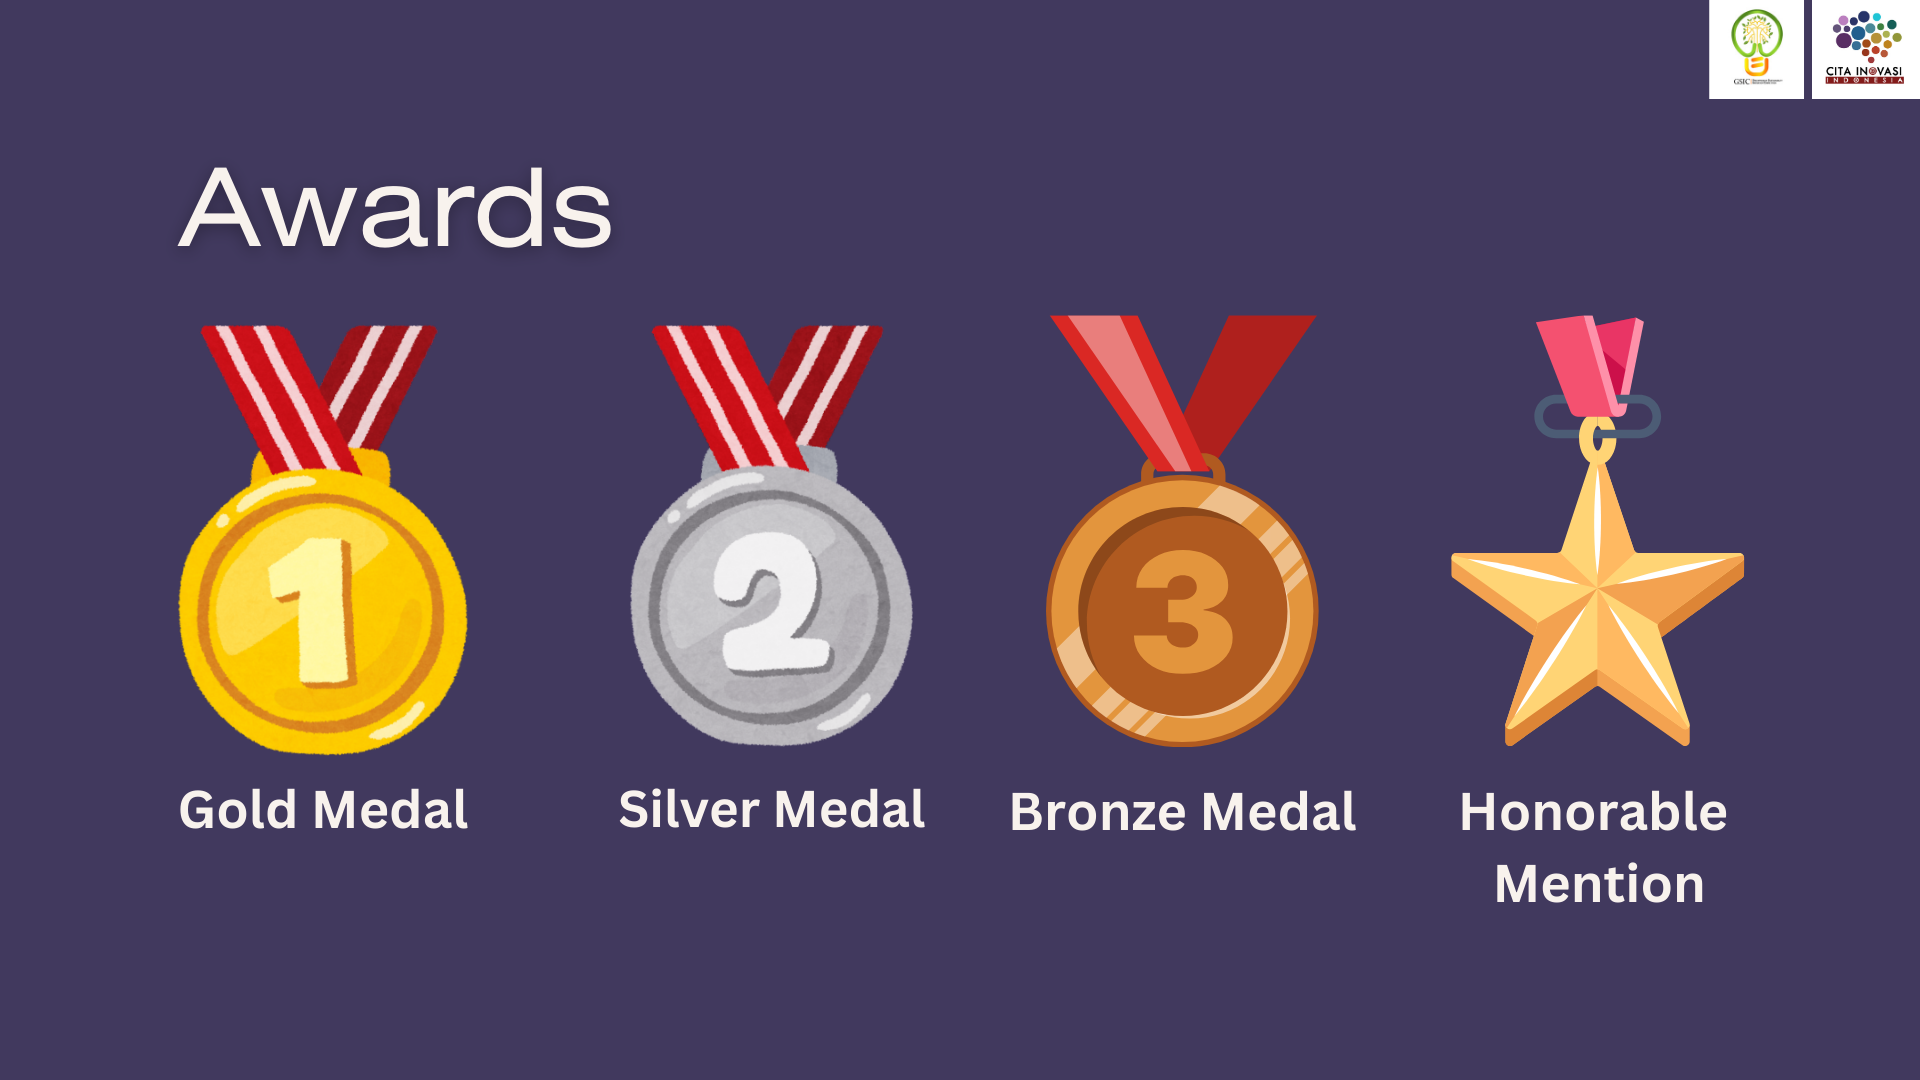 GSIC
CITA INOVASI
INDONESIA
Awards
1
2
3
Gold Medal
Silver Medal
Bronze Medal
Honorable
Mention